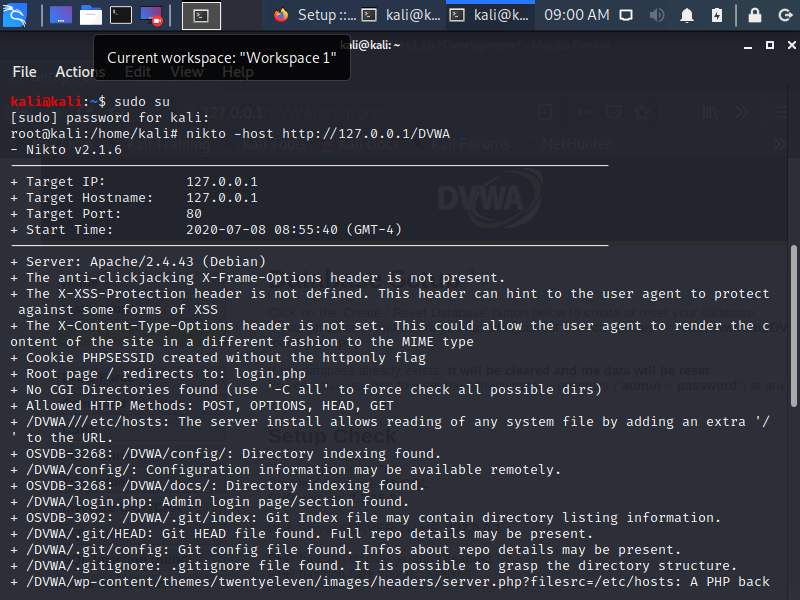 Setup ::...
kali@k...
kali@k...
09:00 AM
Current workspace: "Workspace 1"
kali@kali: ~
File Actions Edit View Help
kali@kali:~$ sudo su
[sudo] password for kali:
root@kali:/home/kali# nikto -host http://127.0.0.1/DVWA
- Nikto v2.1.6
+ Target IP: 127.0.0.1
+ Target Hostname: 127.0.0.1
+ Target Port: 80
+ Start Time: 2020-07-08 08:55:40 (GMT-4)
+ Server: Apache/2.4.43 (Debian)
+ The anti-clickjacking X-Frame-Options header is not present.
+ The X-XSS-Protection header is not defined. This header can hint to the user agent to protect
against some forms of XSS
+ The X-Content-Type-Options header is not set. This could allow the user agent to render the c
ontent of the site in a different fashion to the MIME type
+ Cookie PHPSESSID created without the httponly flag
+ Root page / redirects to: login.php
+ No CGI Directories found (use '-C all' to force check all possible dirs)
+ Allowed HTTP Methods: POST, OPTIONS, HEAD, GET
+ /DVWA///etc/hosts: The server install allows reading of any system file by adding an extra '/
' to the URL.
+ OSVDB-3268: /DVWA/config/: Directory indexing found.
+ /DVWA/config/: Configuration information may be available remotely.
+ OSVDB-3268: /DVWA/docs/: Directory indexing found.
+ /DVWA/login.php: Admin login page/section found.
+ OSVDB-3092: /DVWA/.git/index: Git Index file may contain directory listing information.
+ /DVWA/.git/HEAD: Git HEAD file found. Full repo details may be present.
+ /DVWA/.git/config: Git config file found. Infos about repo details may be present.
+ /DVWA/.gitignore: .gitignore file found. It is possible to grasp the directory structure.
+ /DVWA/wp-content/themes/twentyeleven/images/headers/server.php?filesrc=/etc/hosts: A PHP back